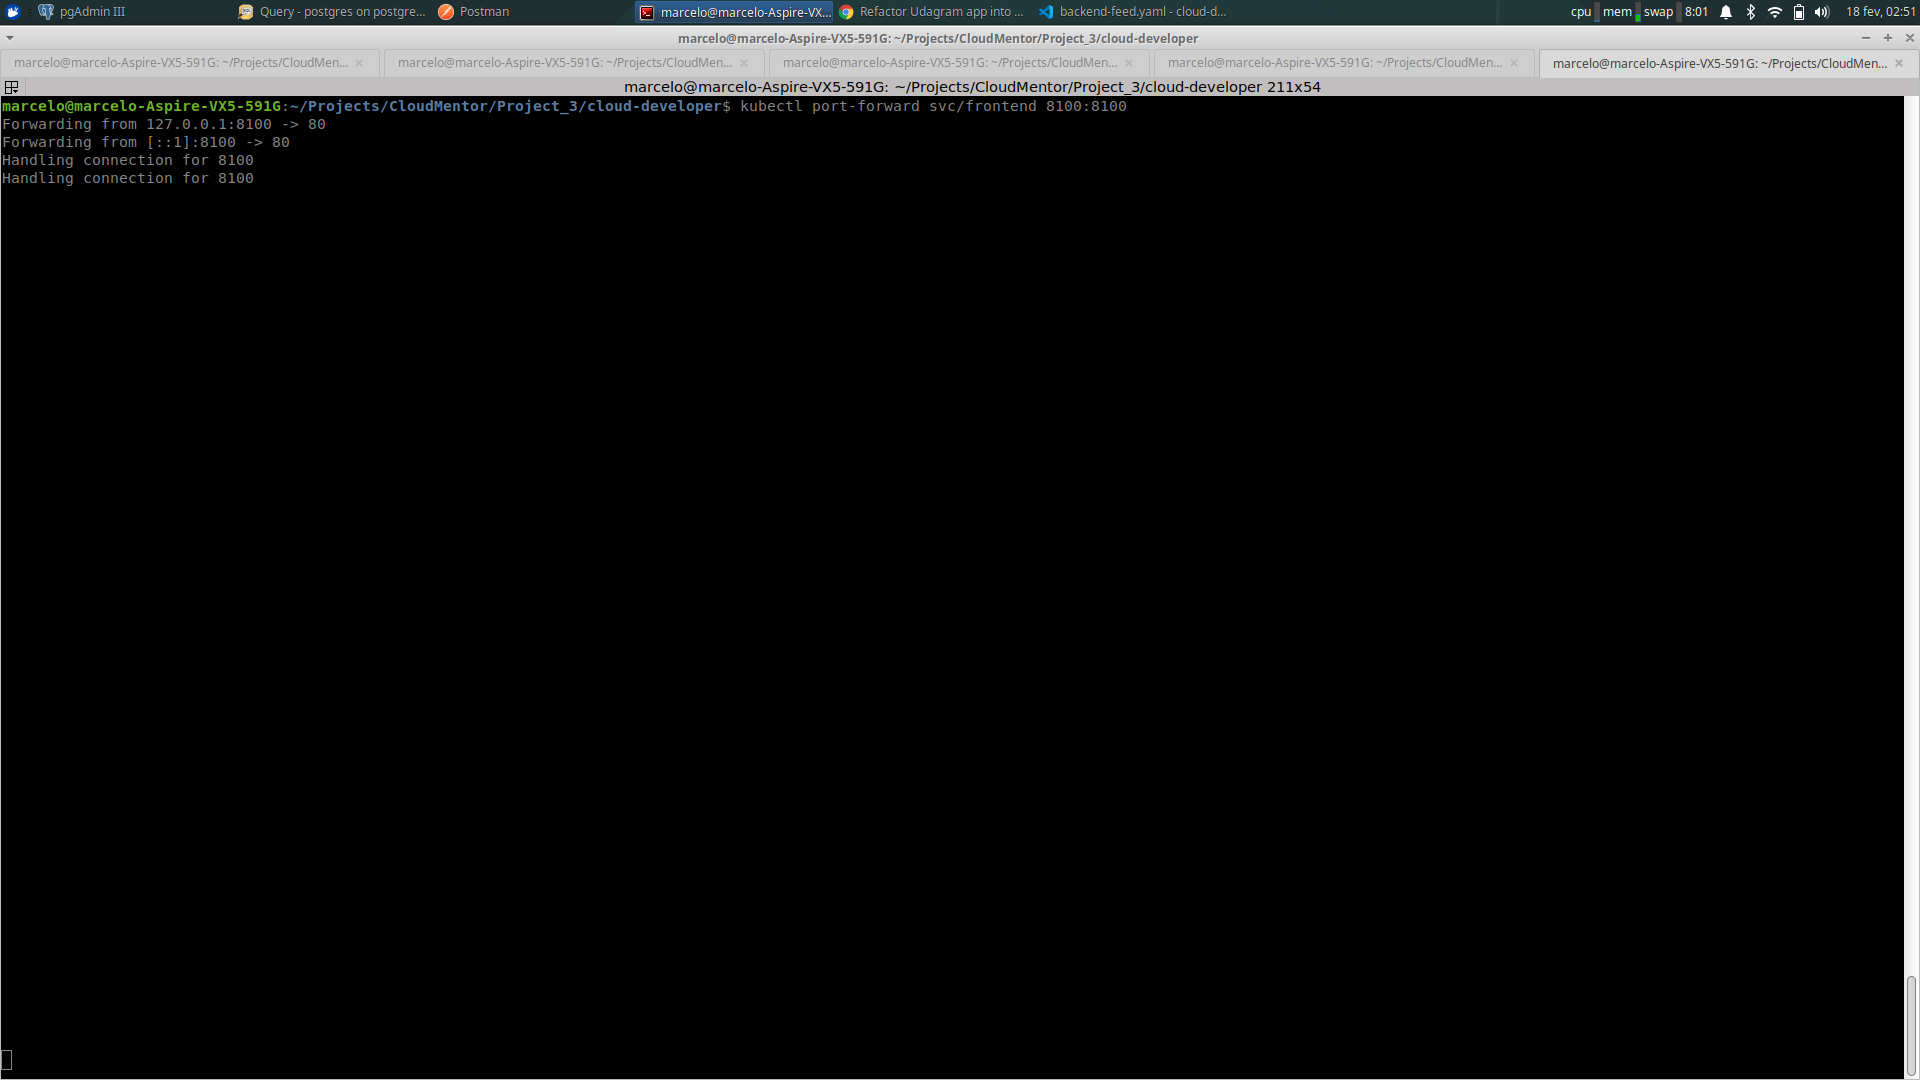 pgAdmin III
Query - postgres on postgre...
Postman
marcelo@marcelo-Aspire-VX...
Refactor Udagram app into ...
backend-feed.yaml - cloud-d...
cpu mem swap 8:01 18 fev, 02:51
marcelo@marcelo-Aspire-VX5-591G: ~/Projects/CloudMentor/Project_3/cloud-developer
marcelo@marcelo-Aspire-VX5-591G: ~/Projects/CloudMen...
marcelo@marcelo-Aspire-VX5-591G: ~/Projects/CloudMen...
marcelo@marcelo-Aspire-VX5-591G: ~/Projects/CloudMen...
marcelo@marcelo-Aspire-VX5-591G: ~/Projects/CloudMen...
marcelo@marcelo-Aspire-VX5-591G: ~/Projects/CloudMen...
marcelo@marcelo-Aspire-VX5-591G: ~/Projects/CloudMentor/Project_3/cloud-developer 211x54
marcelo@marcelo-Aspire-VX5-591G:~/Projects/CloudMentor/Project_3/cloud-developer$ kubectl port-forward svc/frontend 8100:8100
Forwarding from 127.0.0.1:8100 -> 80
Forwarding from [::1]:8100 -> 80
Handling connection for 8100
Handling connection for 8100